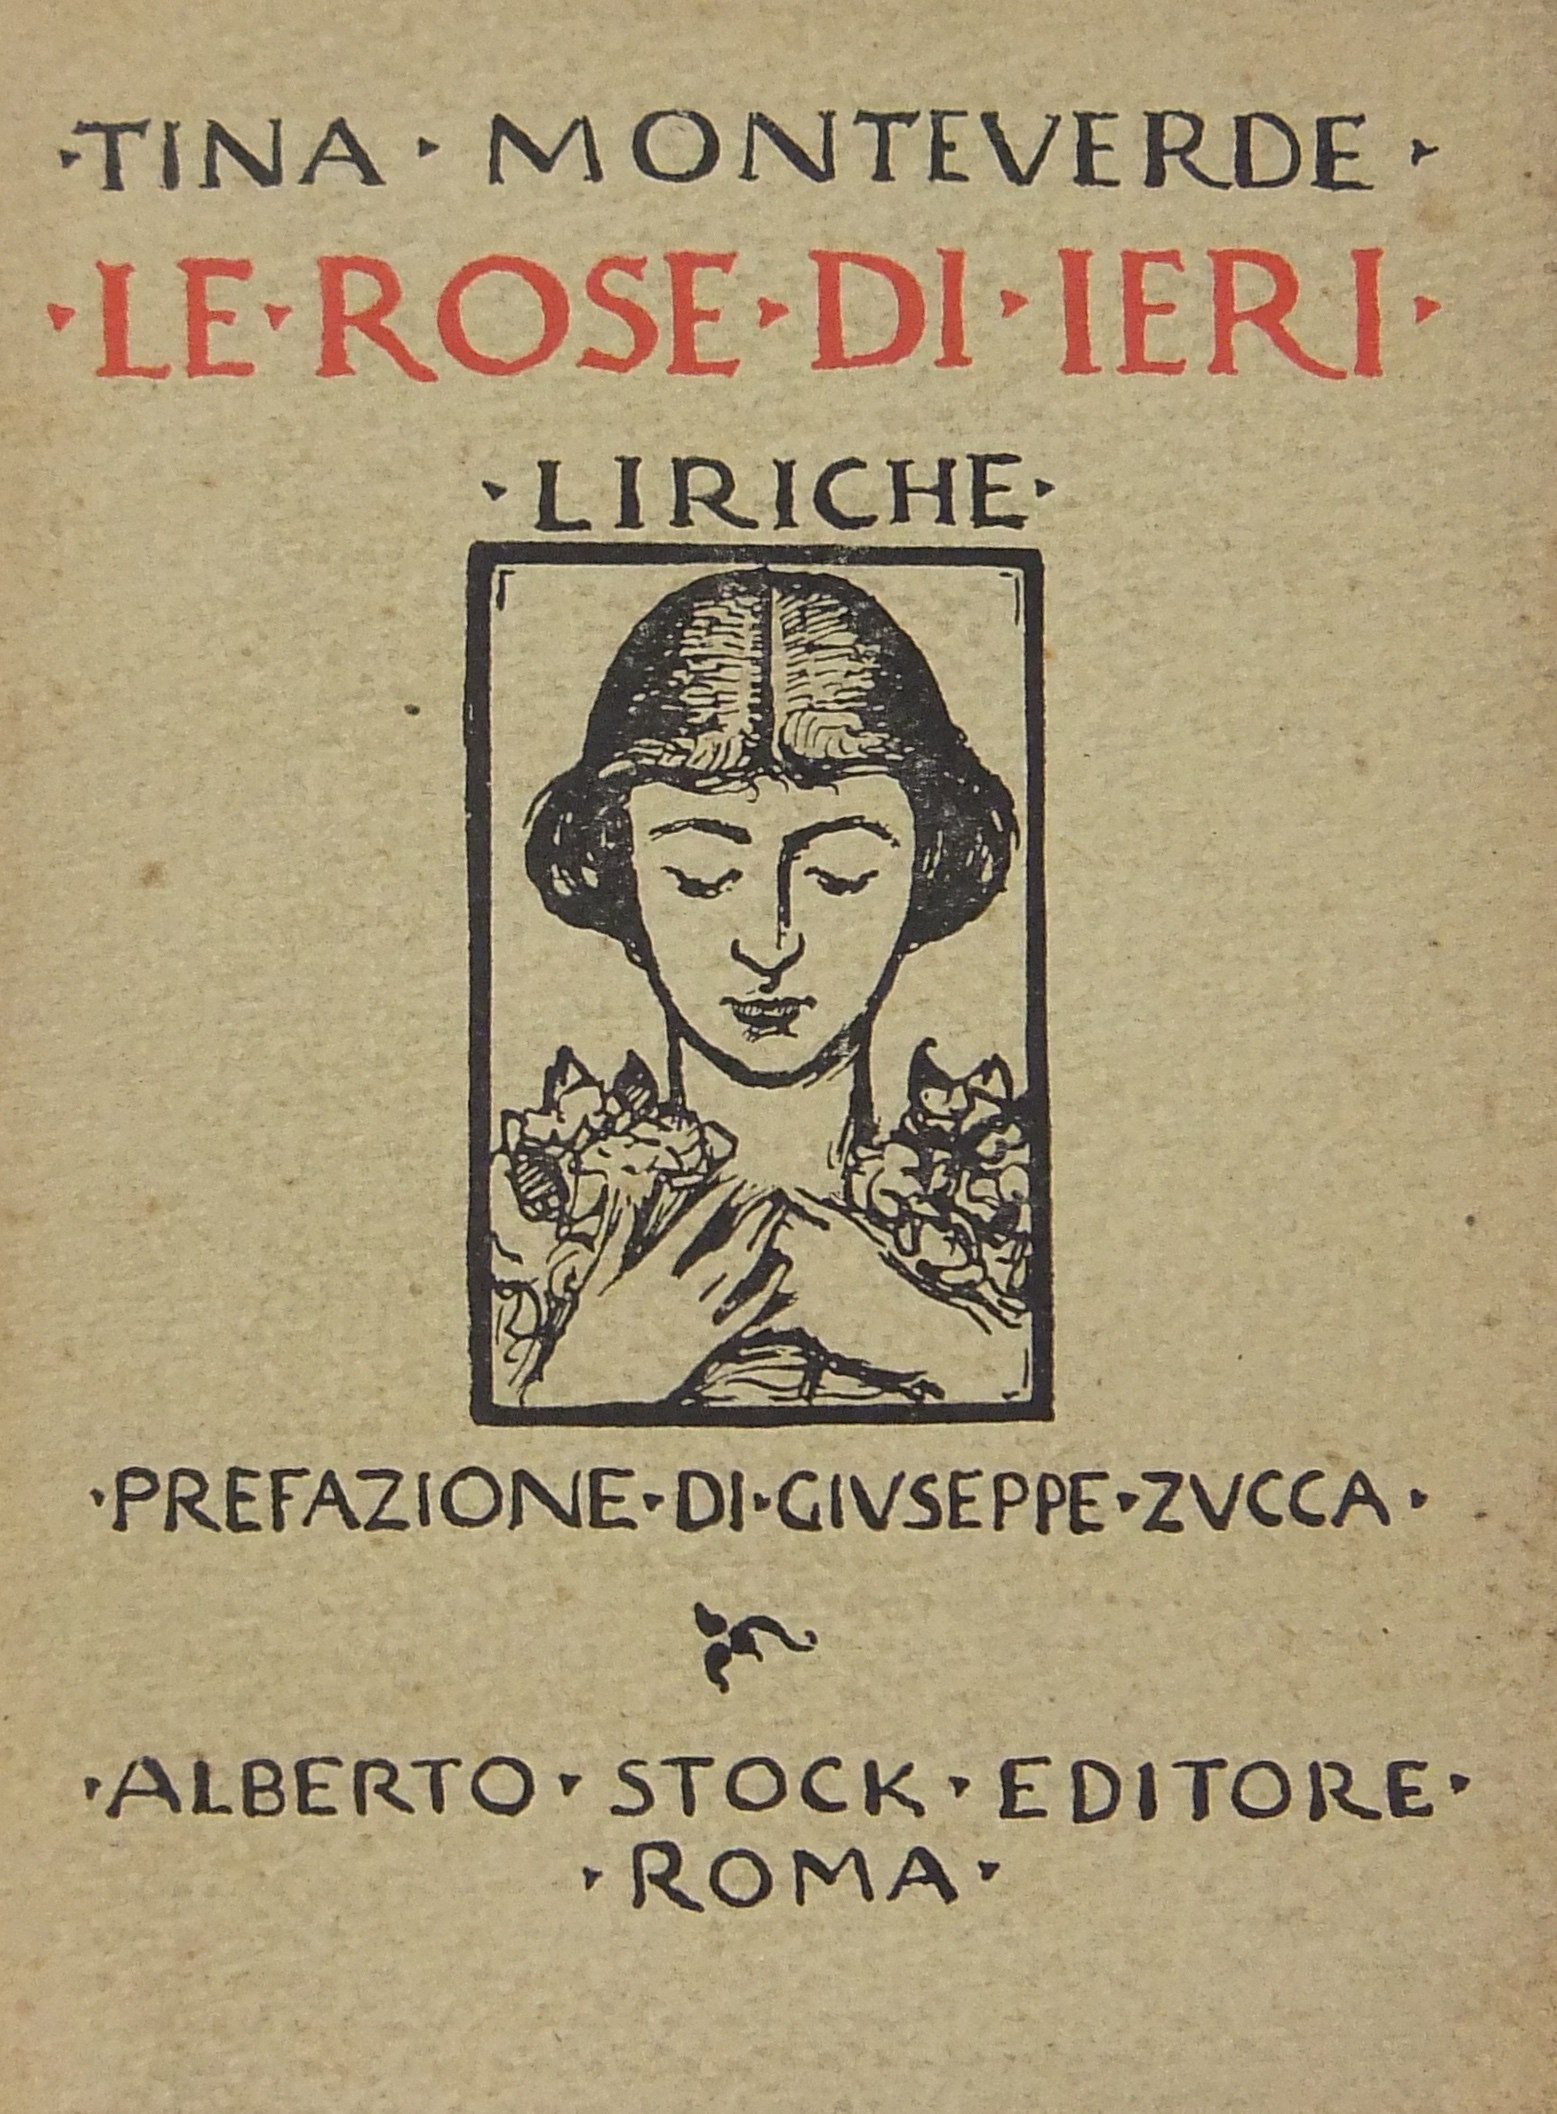 ·TINA· MONTEVERDE·
·LE·ROSE·DI·IERI·
·LIRICHE·
·PREFAZIONE·DI·GIVSEPPE·ZVCCA·
·ALBERTO·STOCK·EDITORE·
·ROMA·